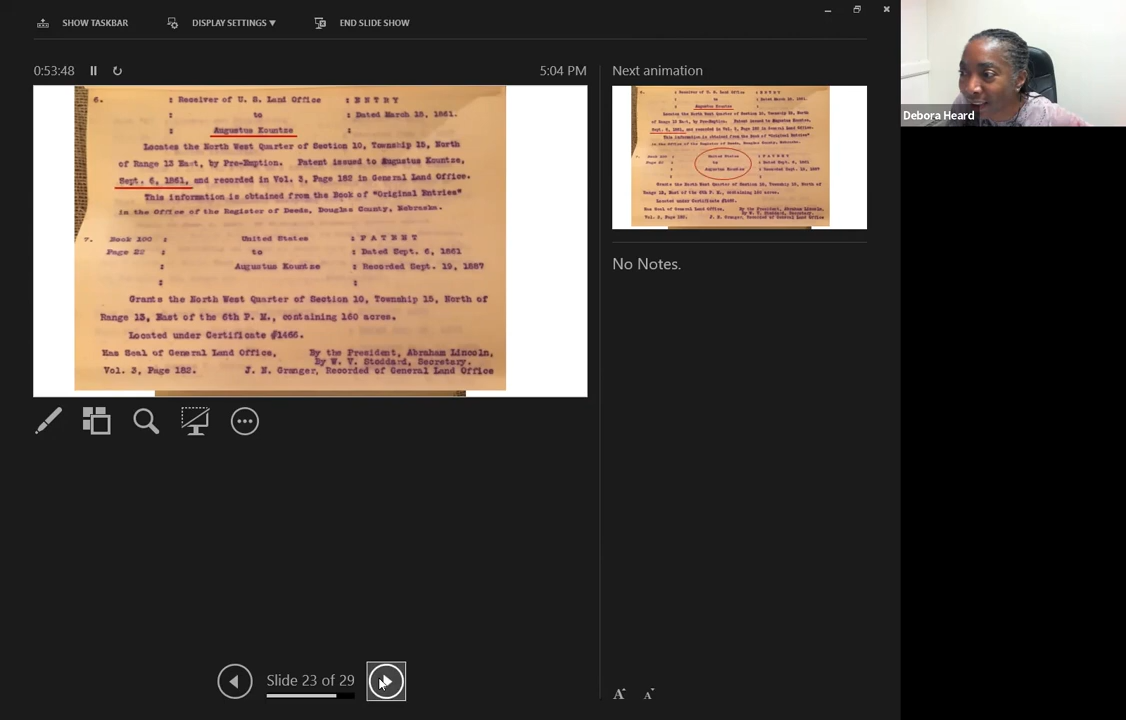 SHOW TASKBAR
DISPLAY SETTINGS ▼
END SLIDE SHOW
0:53:48
5:04 PM
Next animation
6. : Receiver of U. S. Land Office : E N T R Y
: to : Dated March 15, 1861.
: Augustus Kountze :
Locates the North West Quarter of Section 10, Township 15, North
of Range 13 East, by Pre-Emption. Patent issued to Augustus Kountze,
Sept. 6, 1861, and recorded in Vol. 3, Page 182 in General Land Office.
This information is obtained from the Book of "Original Entries"
in the Office of the Register of Deeds, Douglas County, Nebraska.
7. Book 100 : United States : P A T E N T
Page 22 : to : Dated Sept. 6, 1861
: Augustus Kountze : Recorded Sept. 19, 1887
: :
Grants the North West Quarter of Section 10, Township 15, North of
Range 13, East of the 6th P. M., containing 160 acres.
Located under Certificate #1466.
Has Seal of General Land Office, By the President, Abraham Lincoln,
By W. T. Stoddard, Secretary.
Vol. 3, Page 182. J. N. Granger, Recorded of General Land Office
No Notes.
Slide 23 of 29
A A
Debora Heard